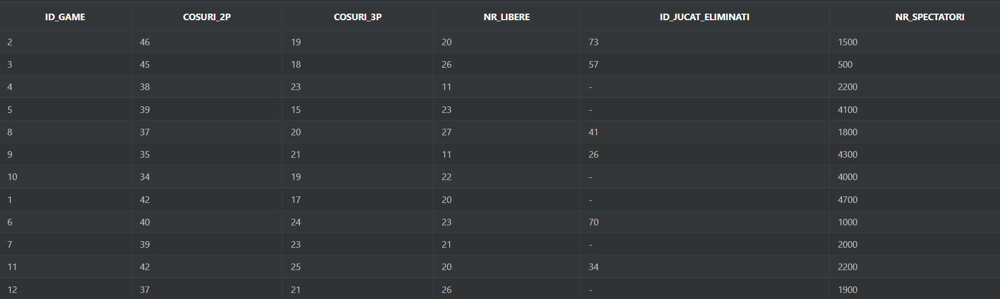 ID_GAME COSURI_2P COSURI_3P NR_LIBERE ID_JUCAT_ELIMINATI NR_SPECTATORI
2 46 19 20 73 1500
3 45 18 26 57 500
4 38 23 11 - 2200
5 39 15 23 - 4100
8 37 20 27 41 1800
9 35 21 11 26 4300
10 34 19 22 - 4000
1 42 17 20 - 4700
6 40 24 23 70 1000
7 39 23 21 - 2000
11 42 25 20 34 2200
12 37 21 26 - 1900